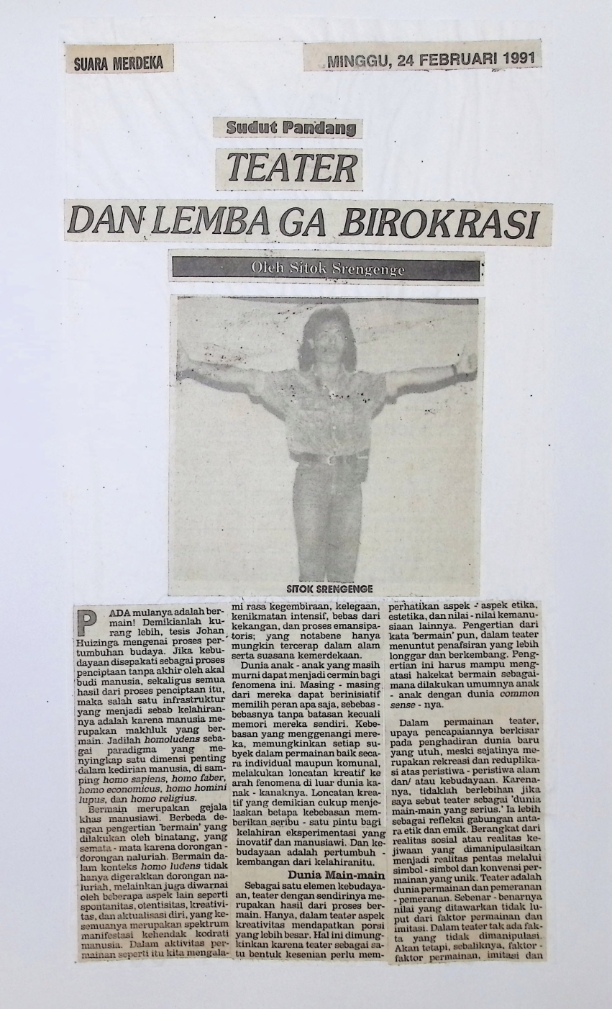 SUARA MERDEKA
MINGGU, 24 FEBRUARI 1991
Sudut Pandang
TEATER
DAN LEMBA GA BIROKRASI
Oleh Sitok Srengenge
SITOK SRENGENGE
PADA mulanya adalah ber-
main! Demikianlah ku-
rang lebih, tesis Johan
Huizinga mengenai proses per-
tumbuhan budaya. Jika kebu-
dayaan disepakati sebagai proses
penciptaan tanpa akhir oleh akal
budi manusia, sekaligus semua
hasil dari proses penciptaan itu,
maka salah satu infrastruktur
yang menjadi sebab kelahiran-
nya adalah karena manusia me-
rupakan makhluk yang ber-
main. Jadilah homoludens seba-
gai paradigma yang me-
nyingkap satu dimensi penting
dalam kedirian manusia, di sam-
ping homo sapiens, homo faber,
homo economicus, homo homini
lupus, dan homo religius.
Bermain merupakan gejala
khas manusiawi. Berbeda de-
ngan pengertian 'bermain' yang
dilakukan oleh binatang, yang
semata - mata karena dorongan -
dorongan naluriah. Bermain da-
lam konteks homo ludens tidak
hanya digerakkan dorongan na-
luriah, melainkan juga diwarnai
oleh beberapa aspek lain seperti
spontanitas, olentisitas, kreativi-
tas, dan aktualisasi diri, yang ke-
semuanya merupakan spektrum
manifestasi kehendak kodrati
manusia. Dalam aktivitas per-
mainan seperti itu kita mengala-
mi rasa kegembiraan, kelegaan,
kenikmatan intensif, bebas dari
kekangan, dan proses emansipa-
toris; yang notabene hanya
mungkin tercerap dalam alam
serta suasana kemerdekaan.
Dunia anak - anak yang masih
murni dapat menjadi cermin bagi
fenomena ini. Masing - masing
dari mereka dapat berinisiatif
memilih peran apa saja, sebebas -
bebasnya tanpa batasan kecuali
memori mereka sendiri. Kebe-
basan yang menggenangi mere-
ka, memungkinkan setiap su-
byek dalam permainan baik seca-
ra individual maupun komunal,
melakukan loncatan kreatif ke
arah fenomena di luar dunia ka-
nak - kanaknya. Loncatan krea-
tif yang demikian cukup menje-
laskan betapa kebebasan mem-
berikan seribu - satu pintu bagi
kelahiran eksperimentasi yang
inovatif dan manusiawi. Dan ke-
budayaan adalah pertumbuh -
kembangan dari kelahiranitu.
Dunia Main-main
Sebagai satu elemen kebudaya-
an, teater dengan sendirinya me-
rupakan hasil dari proses ber-
main. Hanya, dalam teater aspek
kreativitas mendapatkan porsi
yang lebih besar. Hal ini dimung-
kinkan karena teater sebagai sa-
tu bentuk kesenian perlu mem-
perhatikan aspek - aspek etika,
estetika, dan nilai - nilai kemanu-
siaan lainnya. Pengertian dari
kata 'bermain' pun, dalam teater
menuntut penafsiran yang lebih
longgar dan berkembang. Peng-
ertian ini harus mampu meng-
atasi hakekat bermain sebagai-
mana dilakukan umumnya anak
- anak dengan dunia common
sense - nya.
Dalam permainan teater,
upaya pencapaiannya berkisar
pada penghadiran dunia baru
yang utuh, meski sejatinya me-
rupakan rekreasi dan reduplika-
si atas peristiwa - peristiwa alam
dan/ atau kebudayaan. Karena-
nya, tidaklah berlebihan jika
saya sebut teater sebagai 'dunia
main-main yang serius.' Ia lebih
sebagai refleksi gabungan anta-
ra etik dan emik. Berangkat dari
realitas sosial atau realitas ke-
jiwaan yang dimanipulasikan
menjadi realitas pentas melalui
simbol - simbol dan konvensi per-
mainan yang unik. Teater adalah
dunia permainan dan pemeranan
- pemeranan. Sebenar - benarnya
nilai yang ditawarkan tidak lu-
put dari faktor permainan dan
imitasi. Dalam teater tak ada fak-
ta yang tidak dimanipulasi.
Akan tetapi, sebaliknya, faktor -
faktor permainan, imitasi dan